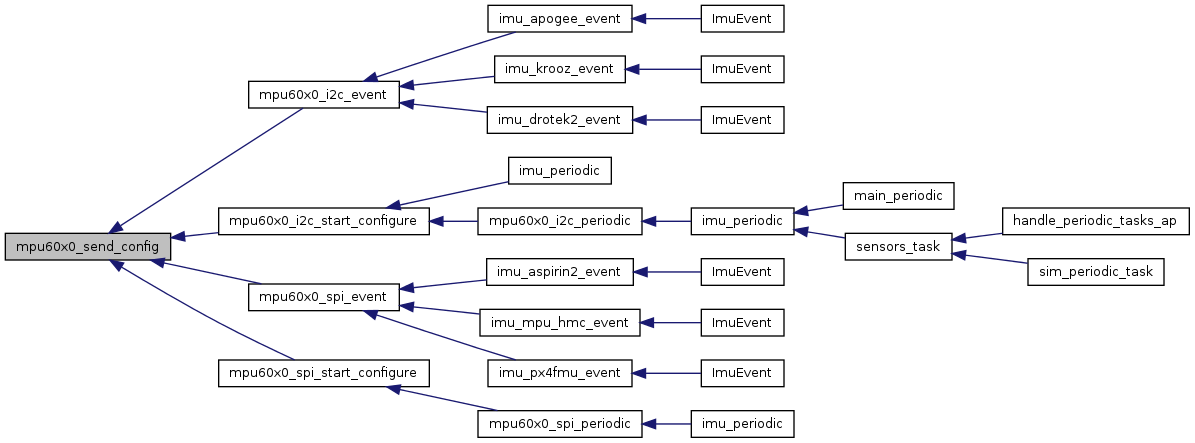 imu_apogee_event
ImuEvent
imu_krooz_event
ImuEvent
mpu60x0_i2c_event
imu_drotek2_event
ImuEvent
imu_periodic
main_periodic
mpu60x0_i2c_start_configure
mpu60x0_i2c_periodic
imu_periodic
handle_periodic_tasks_ap
mpu60x0_send_config
sensors_task
imu_aspirin2_event
ImuEvent
sim_periodic_task
mpu60x0_spi_event
imu_mpu_hmc_event
ImuEvent
mpu60x0_spi_start_configure
imu_px4fmu_event
ImuEvent
mpu60x0_spi_periodic
imu_periodic